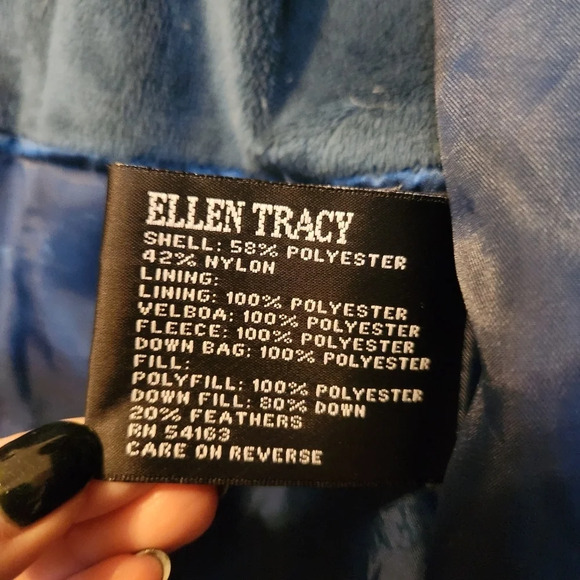 ELLEN TRACY
SHELL: 58% POLYESTER
42% NYLON
LINING:
LINING: 100% POLYESTER
VELBOA: 100% POLYESTER
FLEECE: 100% POLYESTER
DOWN BAG: 100% POLYESTER
FILL:
POLYFILL: 100% POLYESTER
DOWN FILL: 80% DOWN
20% FEATHERS
RN 54163
CARE ON REVERSE